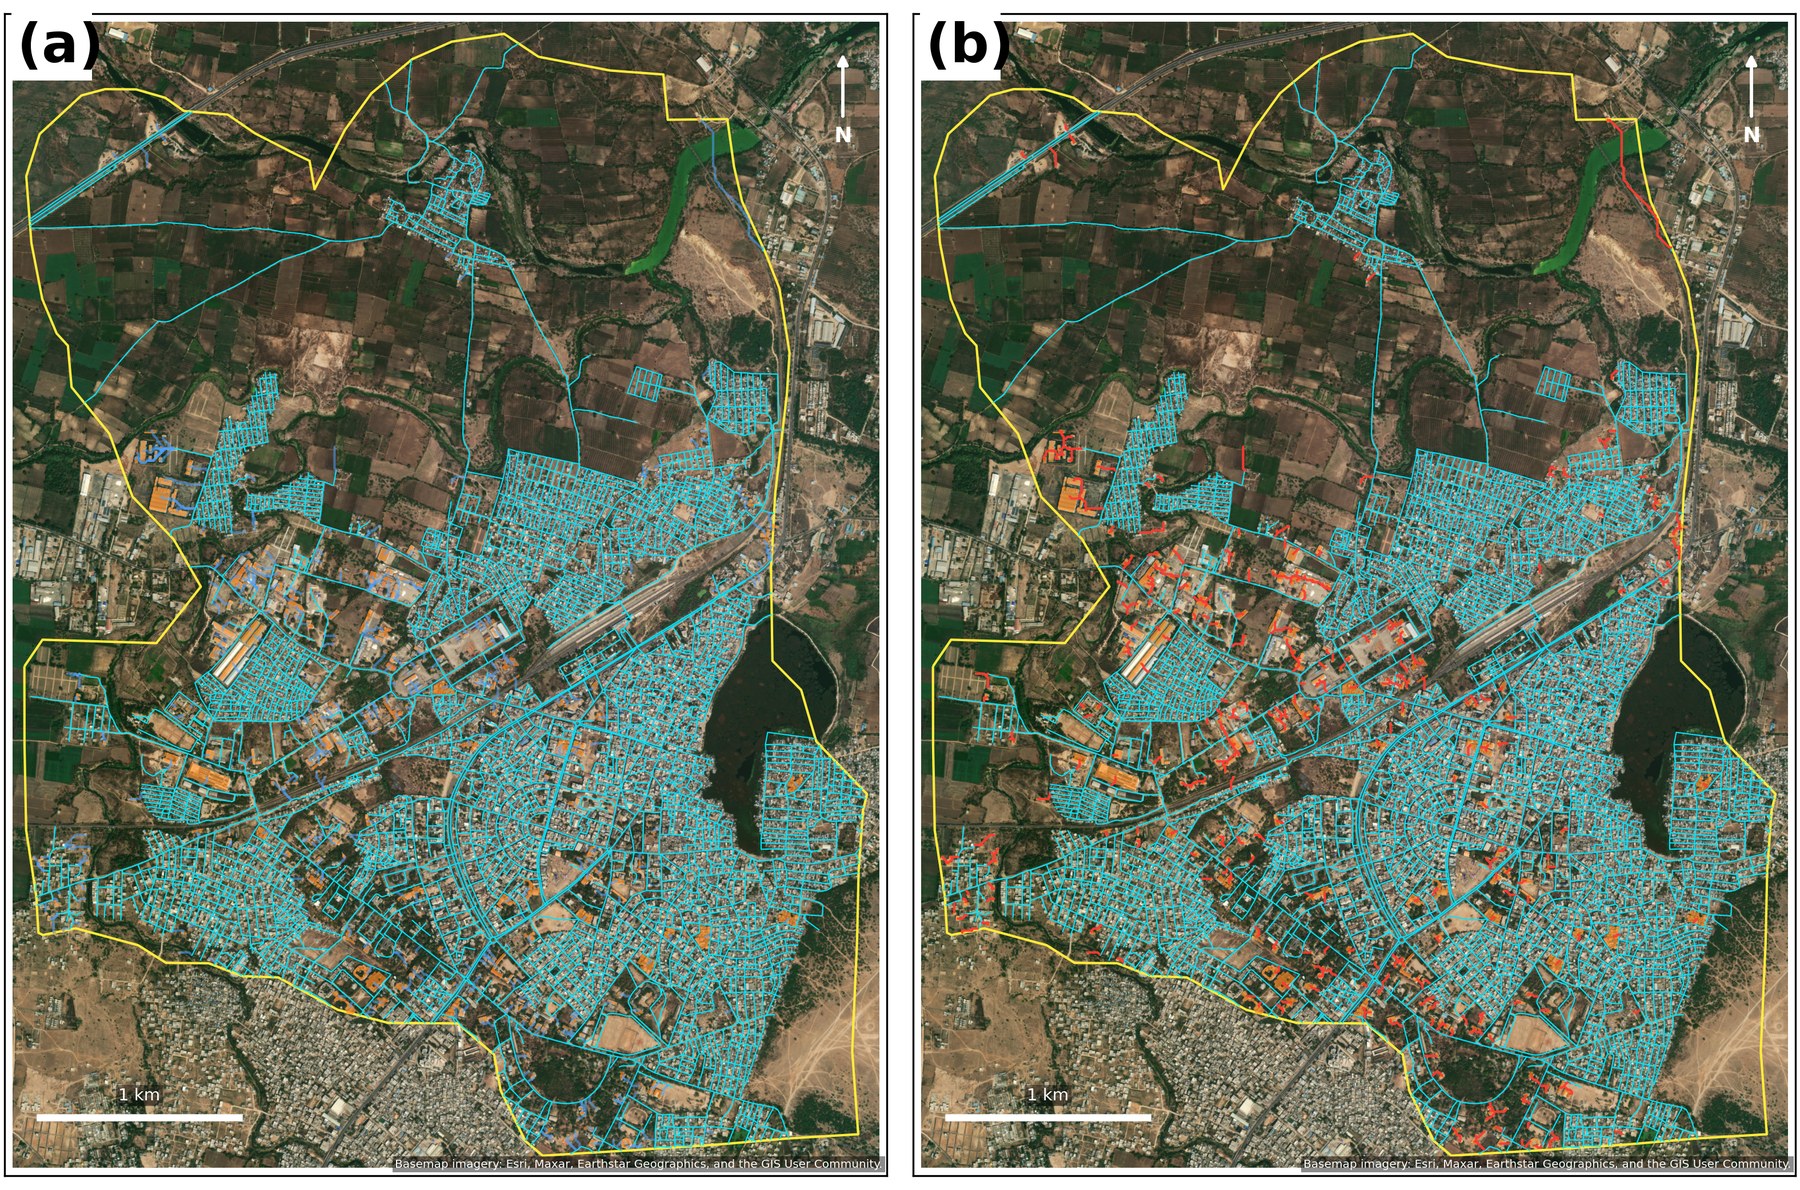 (a)
N
1 km
Basemap imagery: Esri, Maxar, Earthstar Geographics, and the GIS User Community.
(b)
N
1 km
Basemap imagery: Esri, Maxar, Earthstar Geographics, and the GIS User Community.